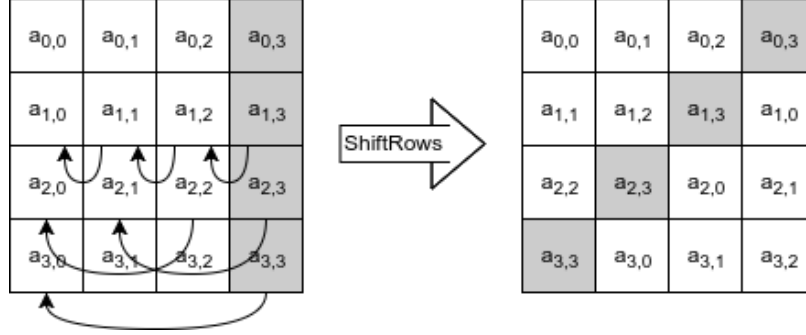 a0,0 a0,1 a0,2 a0,3 a0,0 a0,1 a0,2 a0,3
a1,0 a1,1 a1,2 a1,3 a1,1 a1,2 a1,3 a1,0
ShiftRows
a2,0 a2,1 a2,2 a2,3 a2,2 a2,3 a2,0 a2,1
a3,0 a3,1 a3,2 a3,3 a3,3 a3,0 a3,1 a3,2